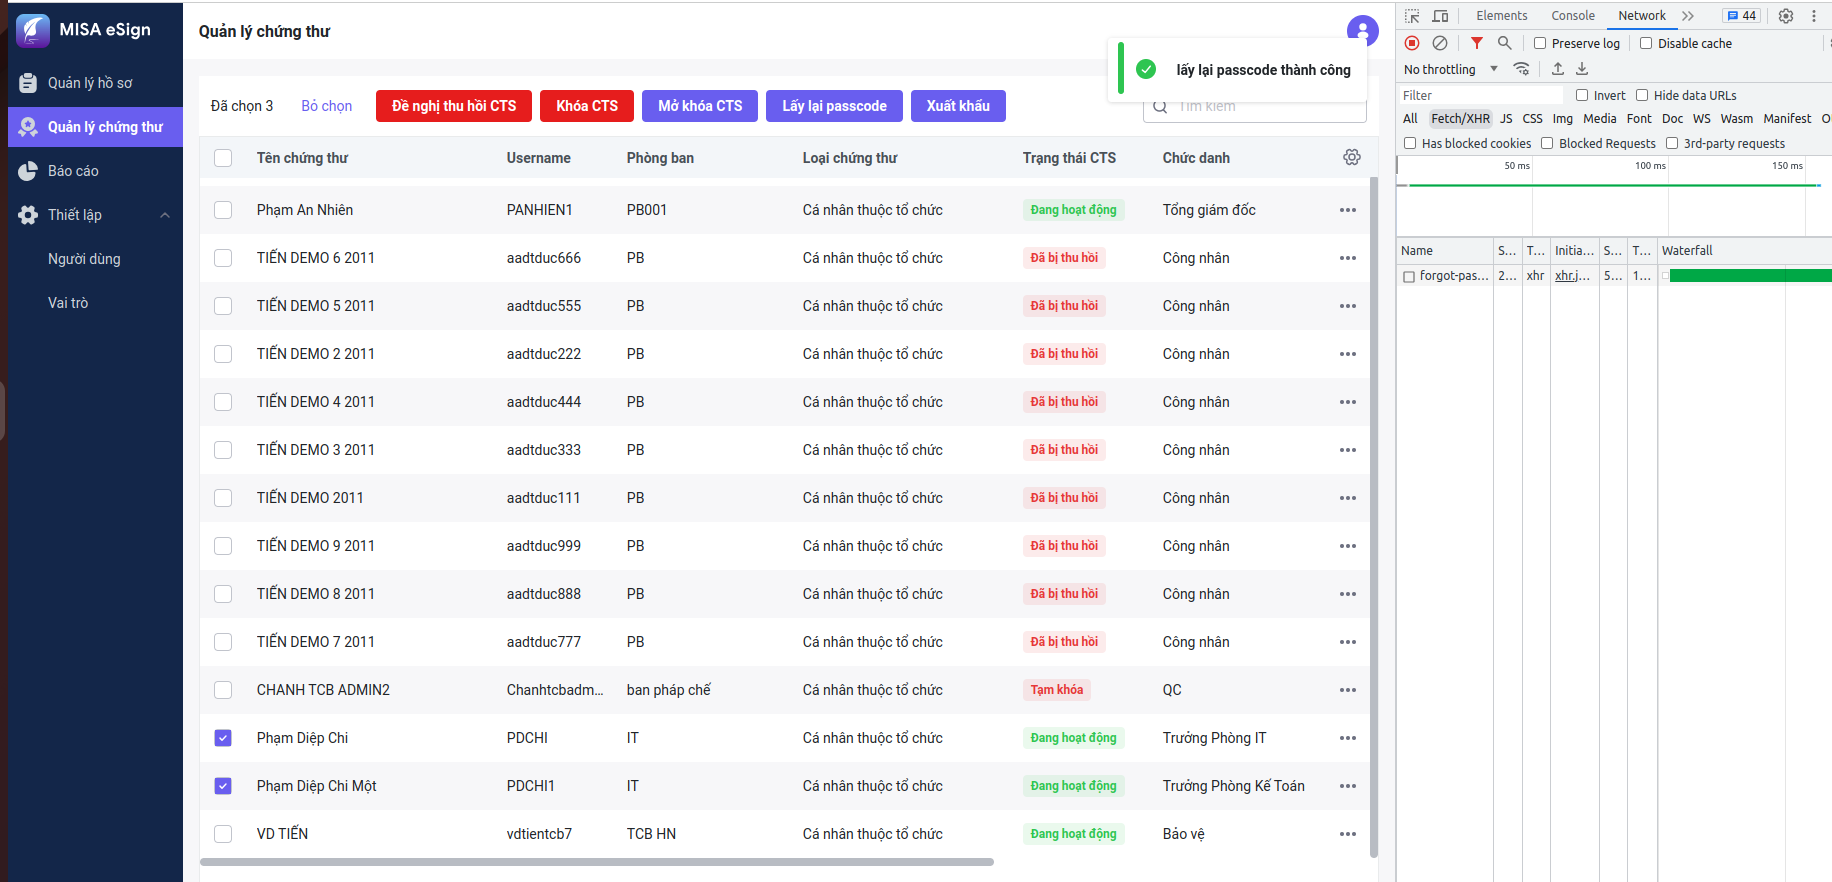 MISA eSign
Quản lý hồ sơ
Quản lý chứng thư
Báo cáo
Thiết lập
Người dùng
Vai trò
Quản lý chứng thư
lấy lại passcode thành công
Đã chọn 3 Bỏ chọn Đề nghị thu hồi CTS Khóa CTS Mở khóa CTS Lấy lại passcode Xuất khẩu Tìm kiếm
Tên chứng thư Username Phòng ban Loại chứng thư Trạng thái CTS Chức danh
Phạm An Nhiên PANHIEN1 PB001 Cá nhân thuộc tổ chức Đang hoạt động Tổng giám đốc
TIẾN DEMO 6 2011 aadtduc666 PB Cá nhân thuộc tổ chức Đã bị thu hồi Công nhân
TIẾN DEMO 5 2011 aadtduc555 PB Cá nhân thuộc tổ chức Đã bị thu hồi Công nhân
TIẾN DEMO 2 2011 aadtduc222 PB Cá nhân thuộc tổ chức Đã bị thu hồi Công nhân
TIẾN DEMO 4 2011 aadtduc444 PB Cá nhân thuộc tổ chức Đã bị thu hồi Công nhân
TIẾN DEMO 3 2011 aadtduc333 PB Cá nhân thuộc tổ chức Đã bị thu hồi Công nhân
TIẾN DEMO 2011 aadtduc111 PB Cá nhân thuộc tổ chức Đã bị thu hồi Công nhân
TIẾN DEMO 9 2011 aadtduc999 PB Cá nhân thuộc tổ chức Đã bị thu hồi Công nhân
TIẾN DEMO 8 2011 aadtduc888 PB Cá nhân thuộc tổ chức Đã bị thu hồi Công nhân
TIẾN DEMO 7 2011 aadtduc777 PB Cá nhân thuộc tổ chức Đã bị thu hồi Công nhân
CHANH TCB ADMIN2 Chanhtcbadm... ban pháp chế Cá nhân thuộc tổ chức Tạm khóa QC
Phạm Diệp Chi PDCHI IT Cá nhân thuộc tổ chức Đang hoạt động Trưởng Phòng IT
Phạm Diệp Chi Một PDCHI1 IT Cá nhân thuộc tổ chức Đang hoạt động Trưởng Phòng Kế Toán
VD TIẾN vdtientcb7 TCB HN Cá nhân thuộc tổ chức Đang hoạt động Bảo vệ
Elements Console Network 44
Preserve log Disable cache
No throttling
Filter Invert Hide data URLs
All Fetch/XHR JS CSS Img Media Font Doc WS Wasm Manifest
Has blocked cookies Blocked Requests 3rd-party requests
50 ms 100 ms 150 ms
Name S... T... Initia... S... T... Waterfall
forgot-pas... 2... xhr xhr.j... 5... 1...